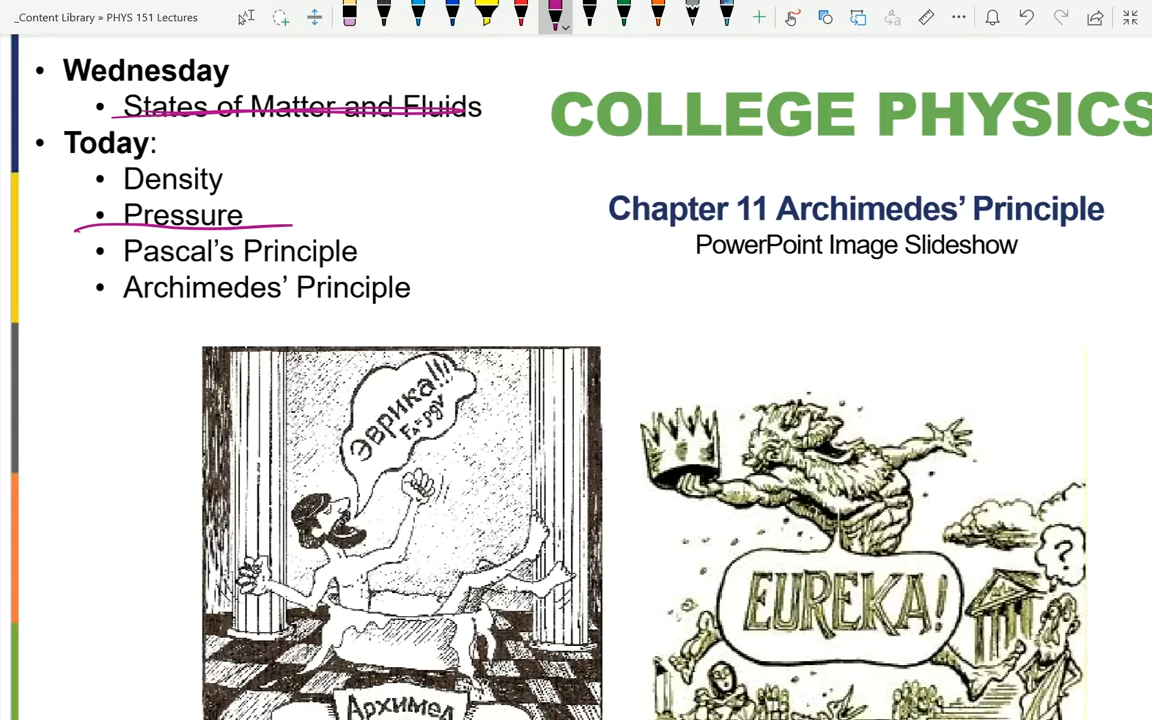 _Content Library » PHYS 151 Lectures
• Wednesday
• States of Matter and Fluids
• Today:
• Density
• Pressure
• Pascal’s Principle
• Archimedes’ Principle
COLLEGE PHYSICS
Chapter 11 Archimedes’ Principle
PowerPoint Image Slideshow
Эврика!!!
FA=ρgV
Архимед
EUREKA!
?